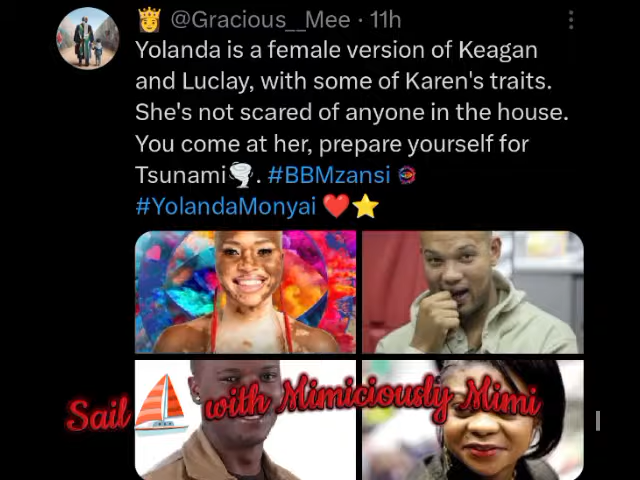 👸 @Gracious__Mee · 11h
Yolanda is a female version of Keagan
and Luclay, with some of Karen's traits.
She's not scared of anyone in the house.
You come at her, prepare yourself for
Tsunami🌪️. #BBMzansi
#YolandaMonyai ❤️⭐
Sail⛵ with Mimiciously Mimi